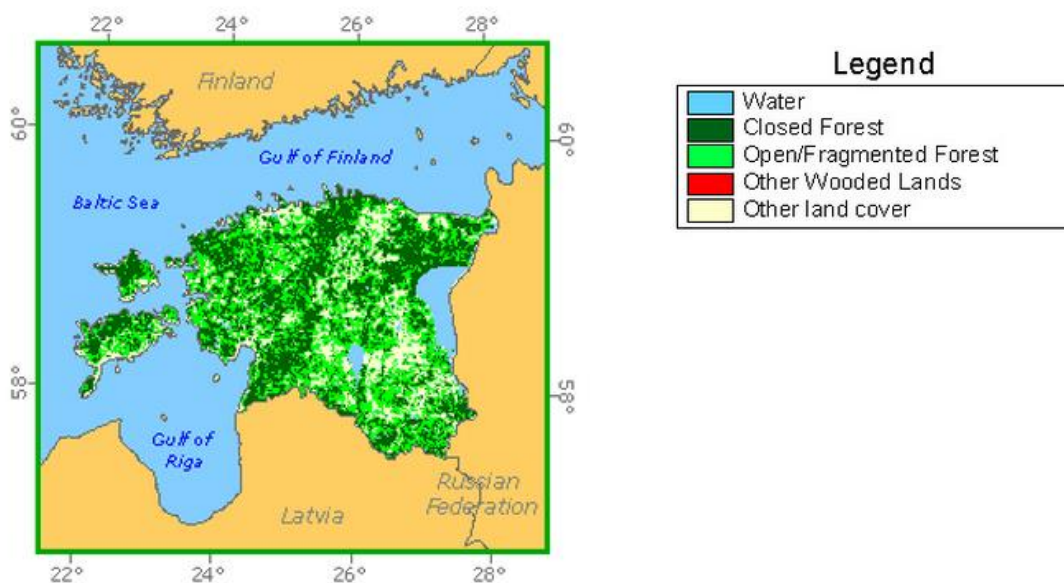 22° 24° 26° 28°
Finland
60°
60°
Gulf of Finland
Baltic Sea
58°
58°
Gulf of
Riga
Russian
Federation
Latvia
22° 24° 26° 28°
Legend
Water
Closed Forest
Open/Fragmented Forest
Other Wooded Lands
Other land cover